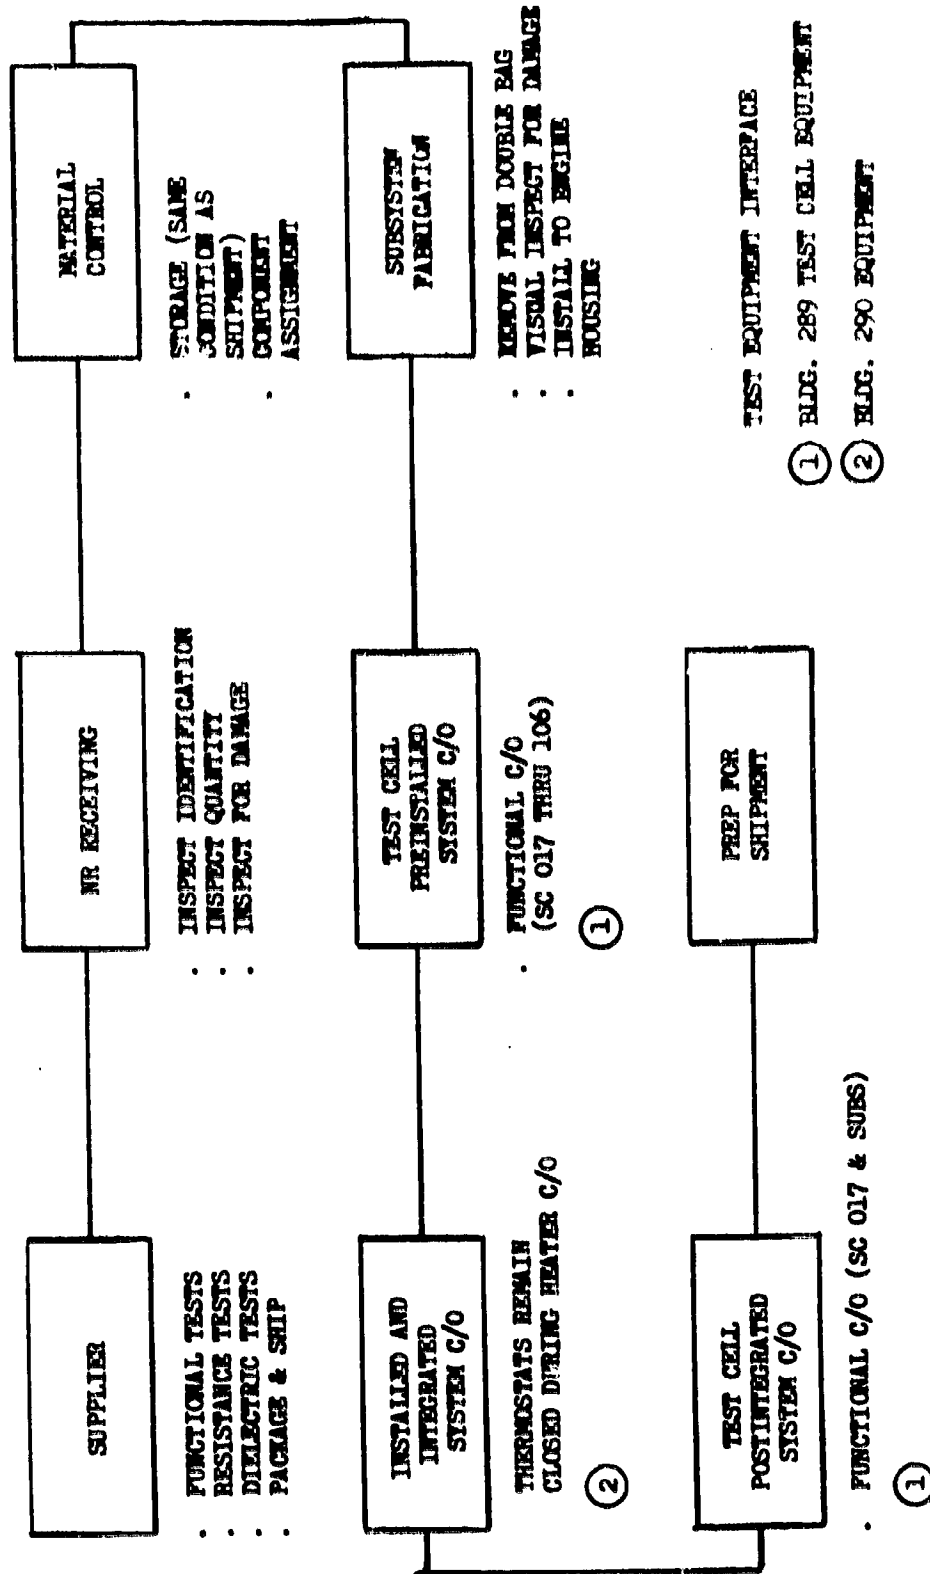 SUPPLIER
. FUNCTIONAL TESTS
. RESISTANCE TESTS
. DIELECTRIC TESTS
. PACKAGE & SHIP
NR RECEIVING
. INSPECT IDENTIFICATION
. INSPECT QUANTITY
. INSPECT FOR DAMAGE
MATERIAL
CONTROL
. STORAGE (SAME
CONDITION AS
SHIPMENT)
. COMPONENT
ASSIGNMENT
SUBSYSTEM
FABRICATION
. REMOVE FROM DOUBLE BAG
. VISUAL INSPECT FOR DAMAGE
. INSTALL TO ENGINE
HOUSING
TEST CELL
PREINSTALLED
SYSTEM C/O
. FUNCTIONAL C/O
(SC 017 THRU 106)
1
INSTALLED AND
INTEGRATED
SYSTEM C/O
THERMOSTATS REMAIN
CLOSED DURING HEATER C/O
2
TEST CELL
POSTINTEGRATED
SYSTEM C/O
. FUNCTIONAL C/O (SC 017 & SUBS)
1
PREP FOR
SHIPMENT
TEST EQUIPMENT INTERFACE
1 BLDG. 289 TEST CELL EQUIPMENT
2 BLDG. 290 EQUIPMENT